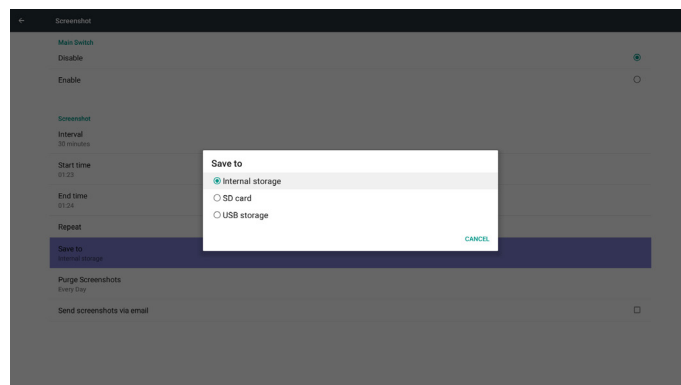 Screenshot
Main Switch
Disable
Enable
Screenshot
Interval
30 minutes
Start time
01:23
End time
01:24
Repeat
Save to
Internal storage
Purge Screenshots
Every Day
Send screenshots via email
Save to
Internal storage
SD card
USB storage
CANCEL